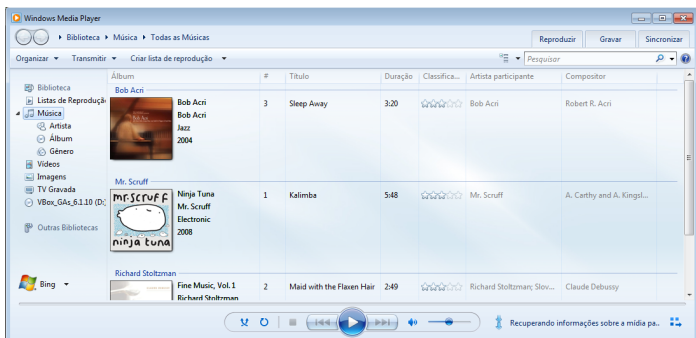 Windows Media Player
Biblioteca ▸ Música ▸ Todas as Músicas
Reproduzir Gravar Sincronizar
Organizar Transmitir Criar lista de reprodução Pesquisar
Álbum # Título Duração Classifica... Artista participante Compositor
Biblioteca
Listas de Reproduçã
Música
Artista
Álbum
Gênero
Vídeos
Imagens
TV Gravada
VBox_GAs_6.1.10 (D:)
Outras Bibliotecas
Bing
Bob Acri
Bob Acri 3 Sleep Away 3:20 Bob Acri Robert R. Acri
Bob Acri
Jazz
2004
Mr. Scruff
mr.scruff
ninja tuna
Ninja Tuna 1 Kalimba 5:48 Mr. Scruff A. Carthy and A. Kingsl...
Mr. Scruff
Electronic
2008
Richard Stoltzman
Fine Music, Vol. 1 2 Maid with the Flaxen Hair 2:49 Richard Stoltzman; Slov... Claude Debussy
Richard Stoltzman
Recuperando informações sobre a mídia pa..